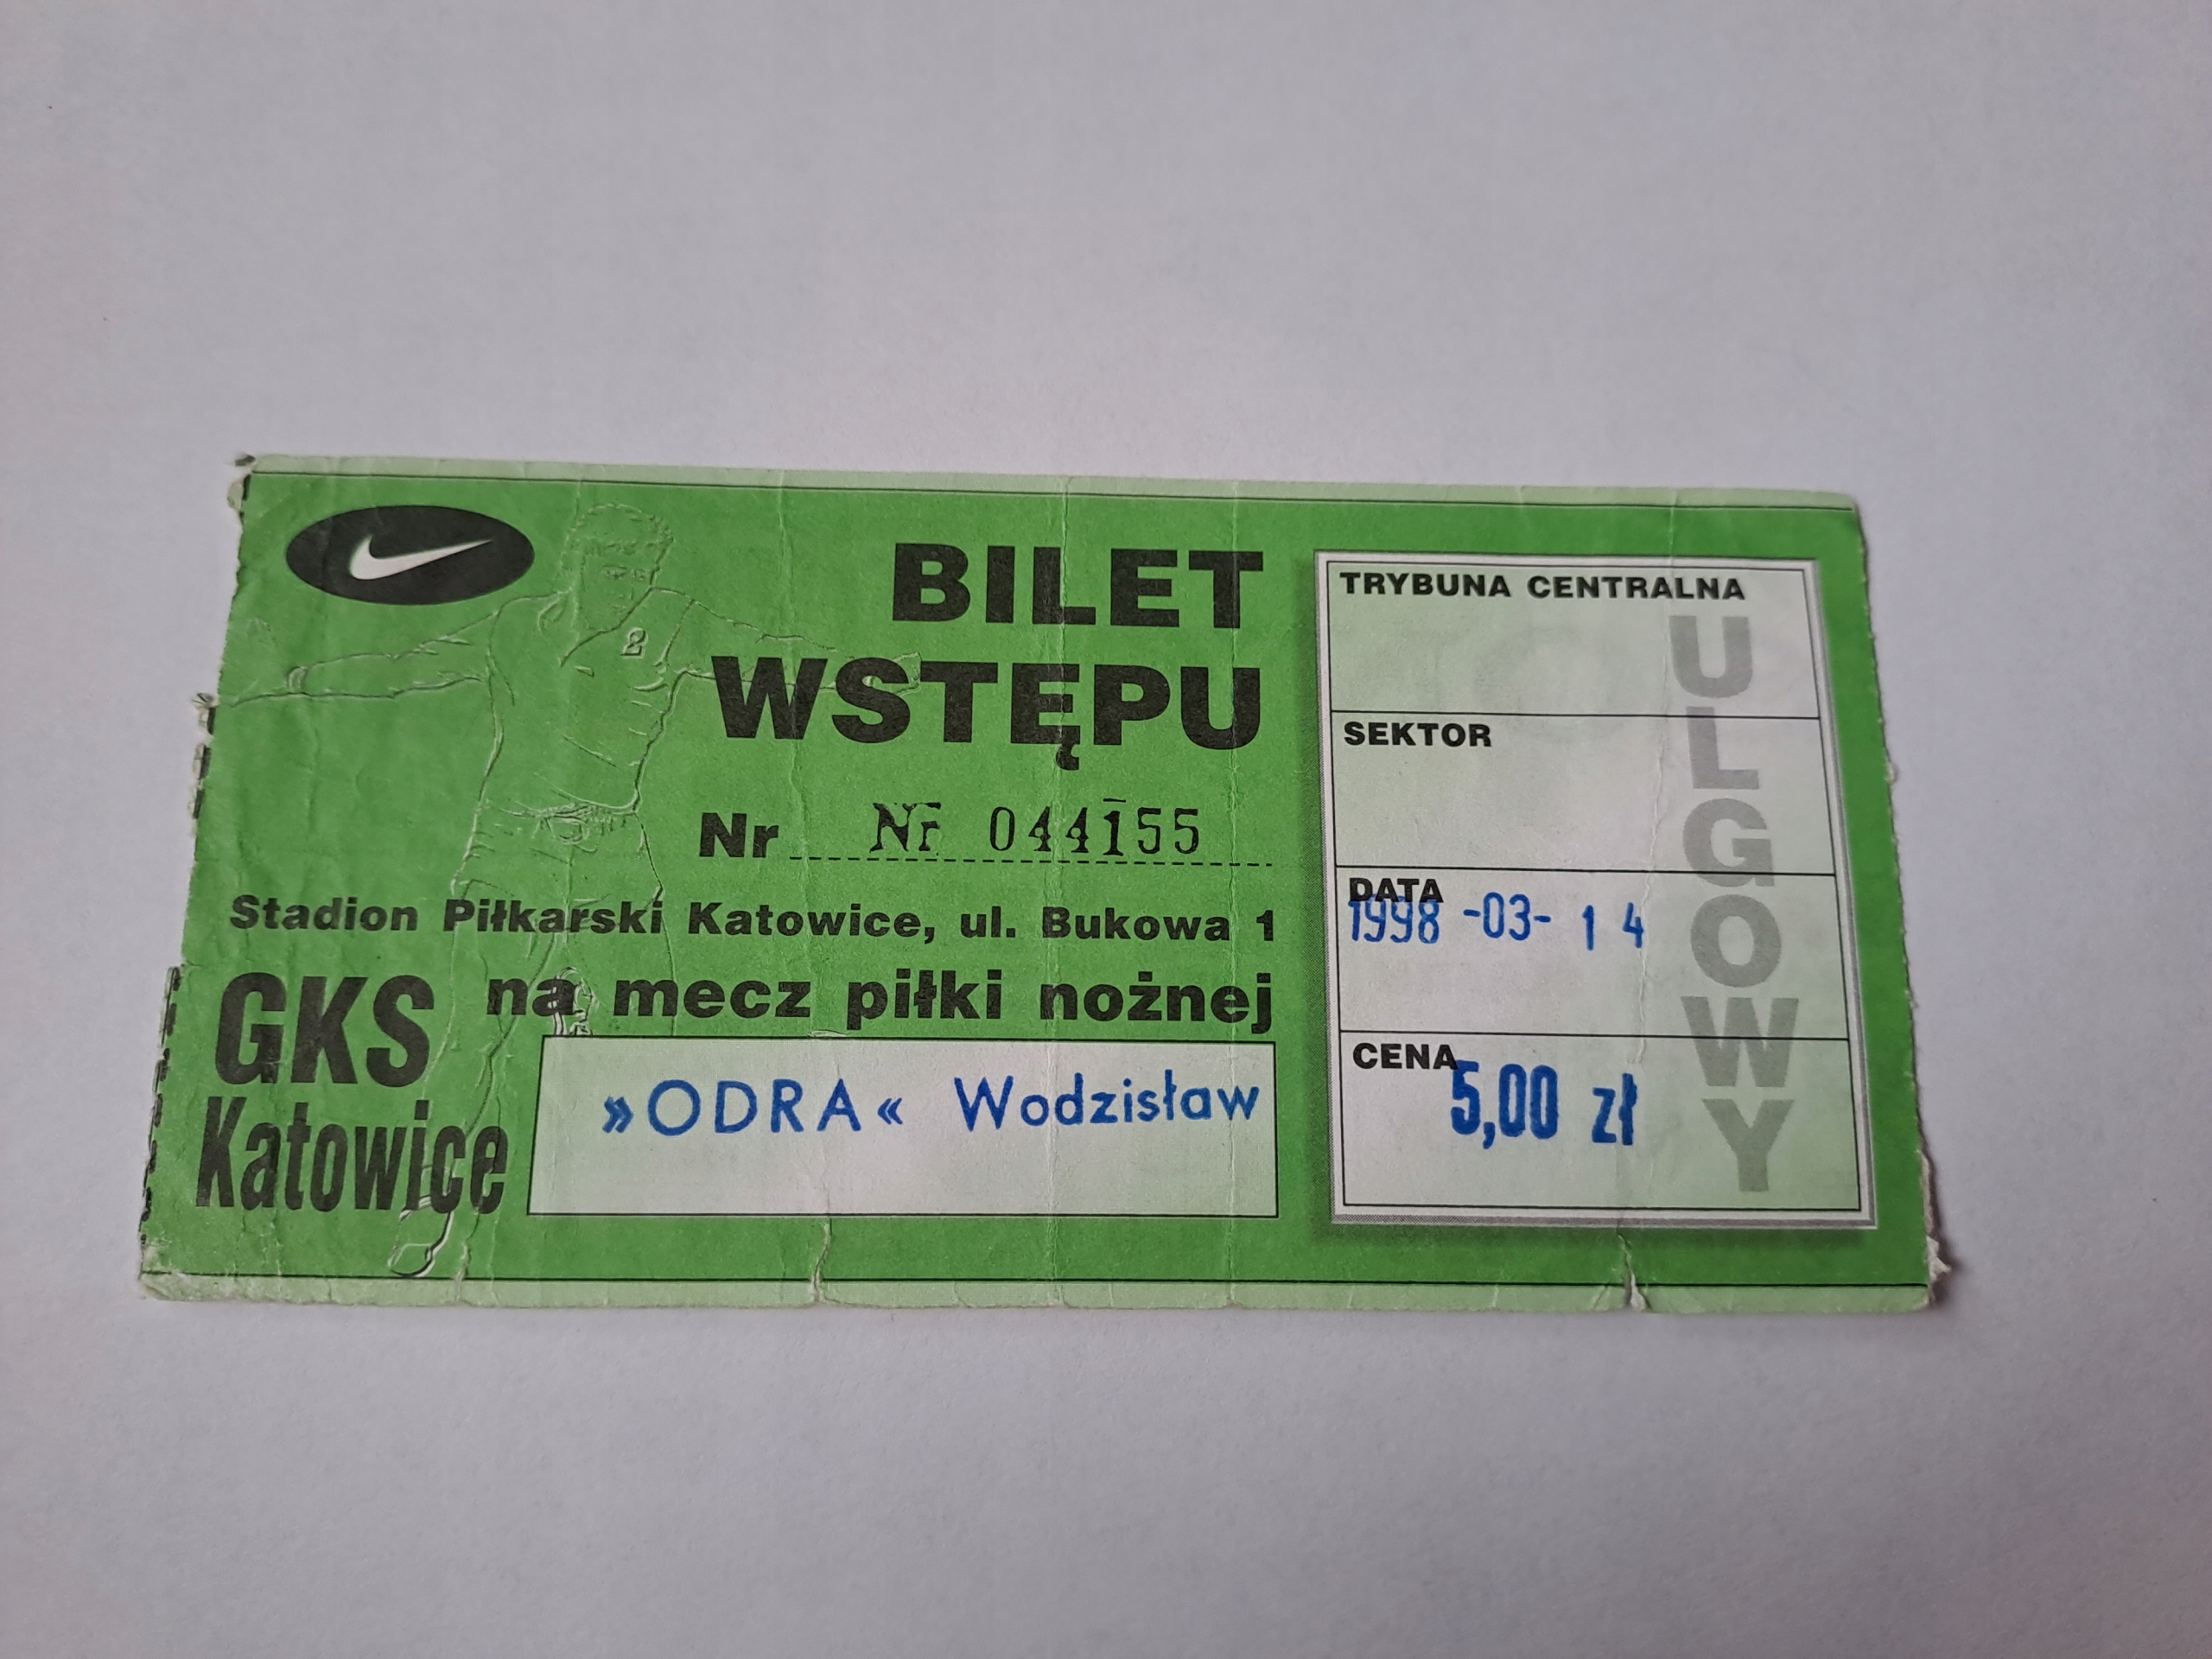 BILET
WSTĘPU
Nr Nr 044155
Stadion Piłkarski Katowice, ul. Bukowa 1
na mecz piłki nożnej
GKS
Katowice
»ODRA« Wodzisław
TRYBUNA CENTRALNA
SEKTOR
DATA
1998 -03- 14
CENA
5,00 zł
ULGOWY